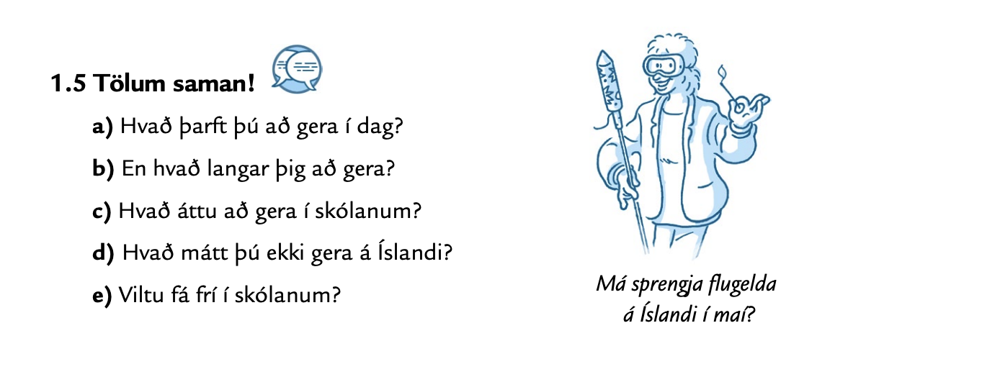 1.5 Tölum saman!
a) Hvað þarft þú að gera í dag?
b) En hvað langar þig að gera?
c) Hvað áttu að gera í skólanum?
d) Hvað mátt þú ekki gera á Íslandi?
e) Viltu fá frí í skólanum?
Má sprengja flugelda
á Íslandi í maí?